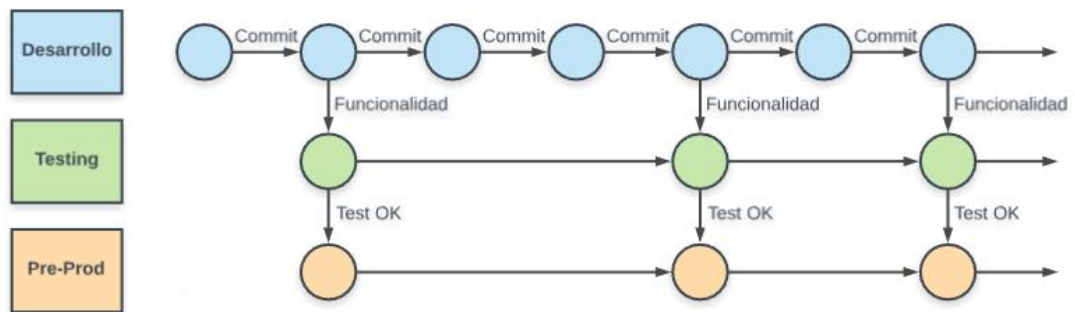 Desarrollo
Commit Commit Commit Commit Commit Commit
Funcionalidad Funcionalidad Funcionalidad
Testing
Test OK Test OK Test OK
Pre-Prod